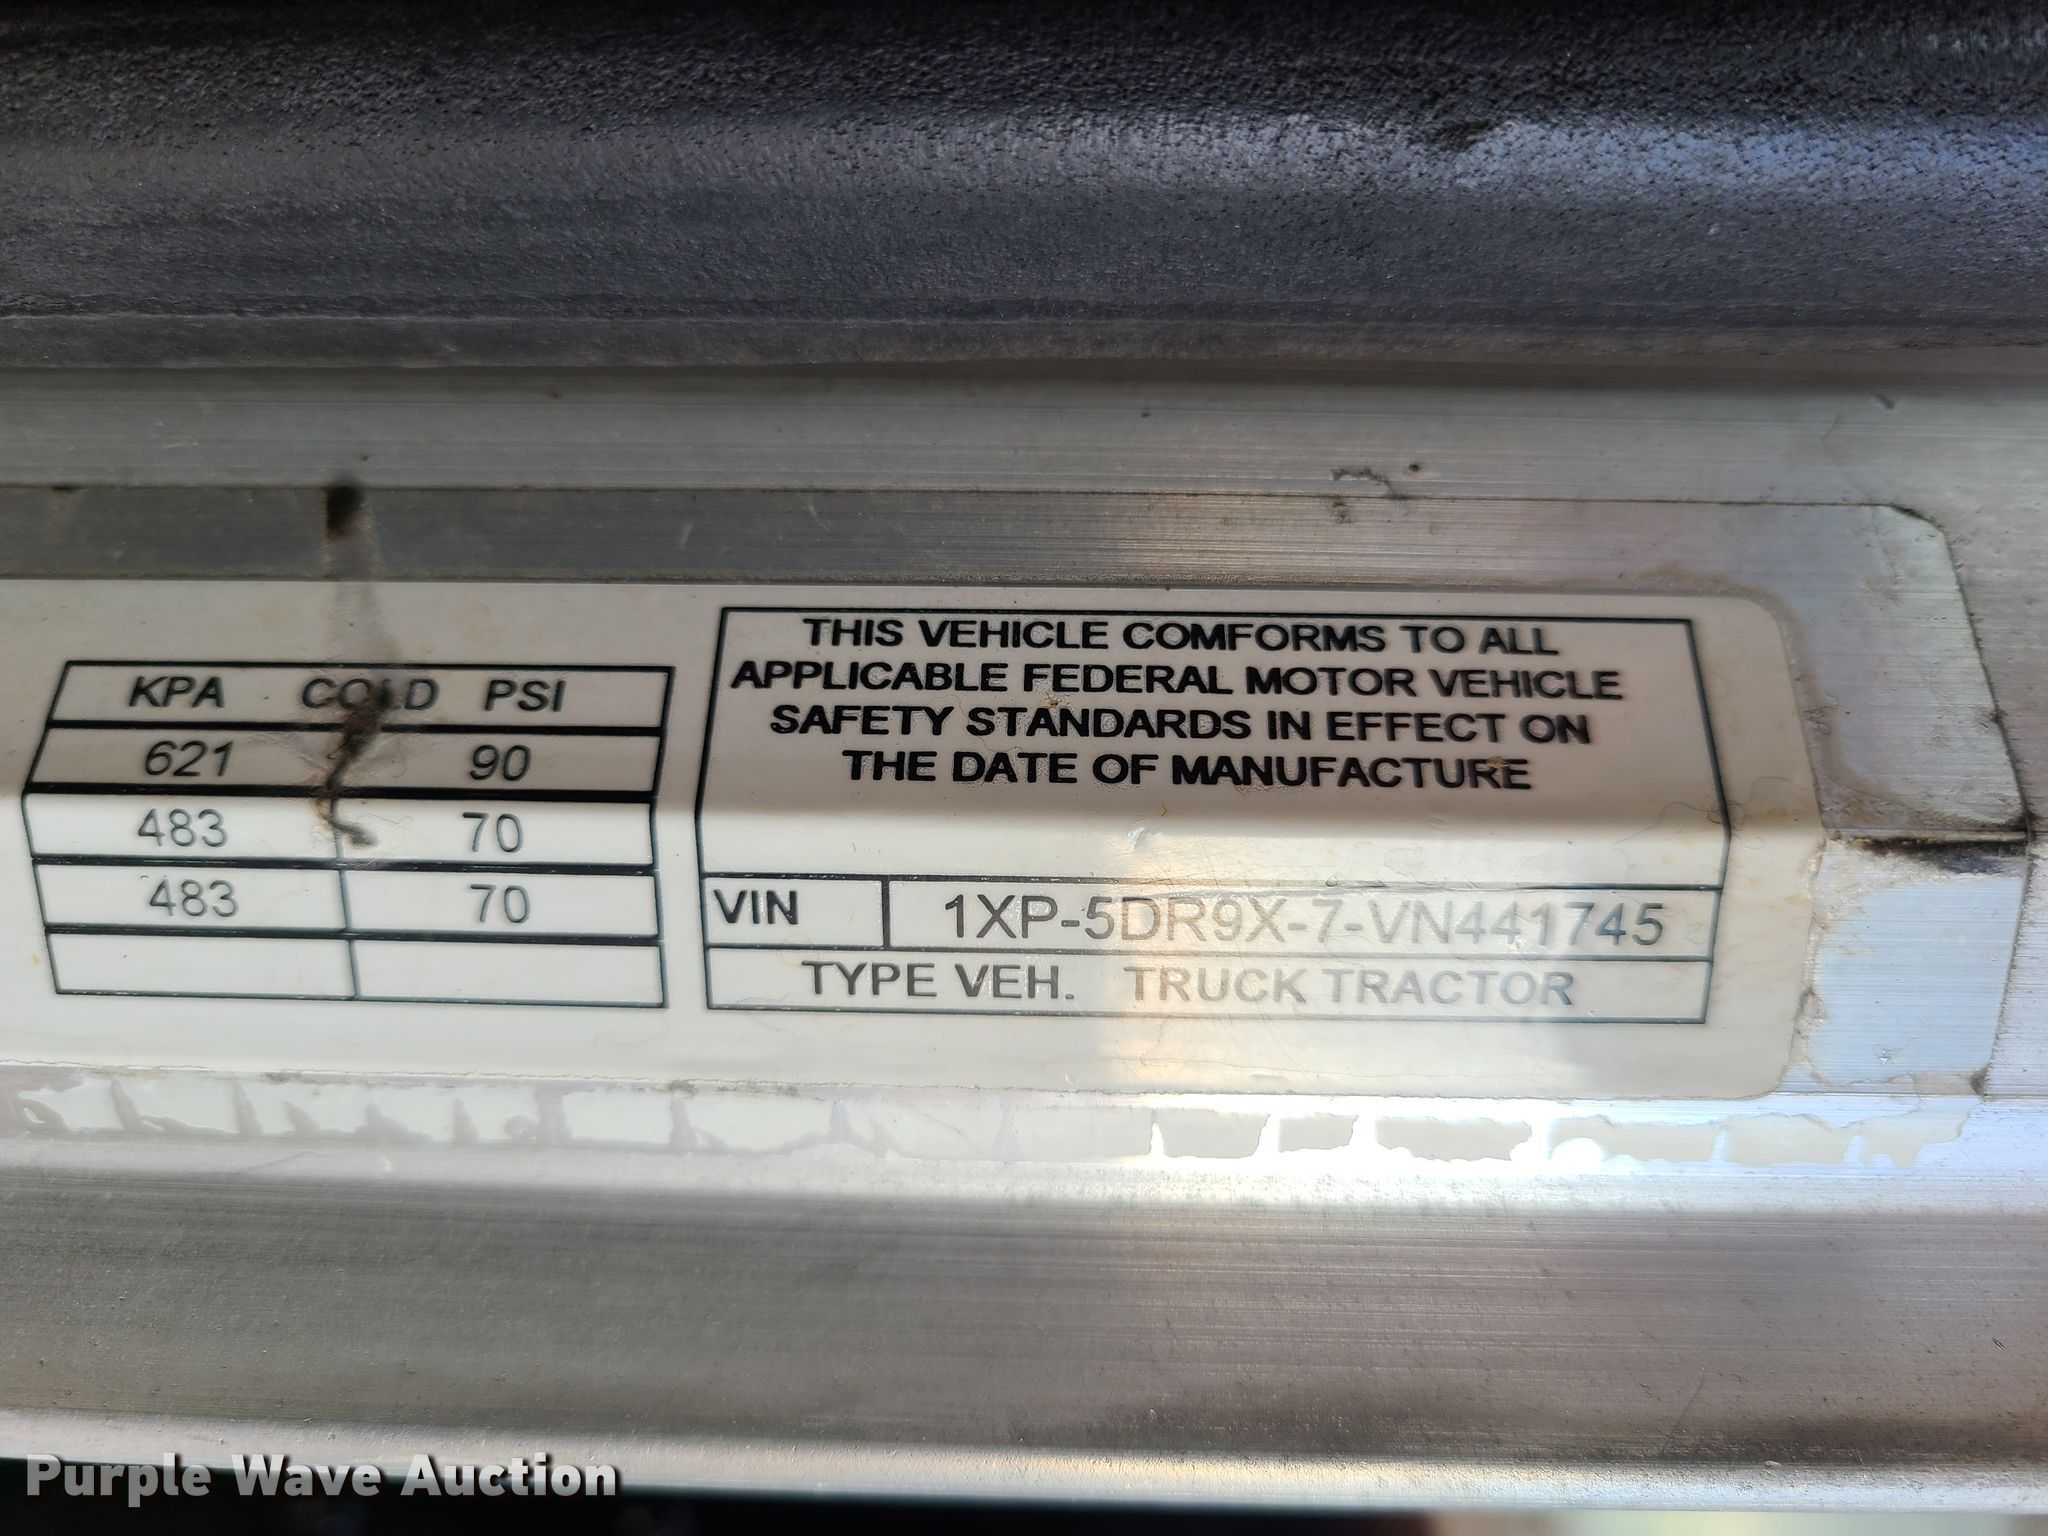 KPA COLD PSI
621 90
483 70
483 70
THIS VEHICLE COMFORMS TO ALL
APPLICABLE FEDERAL MOTOR VEHICLE
SAFETY STANDARDS IN EFFECT ON
THE DATE OF MANUFACTURE
VIN 1XP-5DR9X-7-VN441745
TYPE VEH. TRUCK TRACTOR
Purple Wave Auction